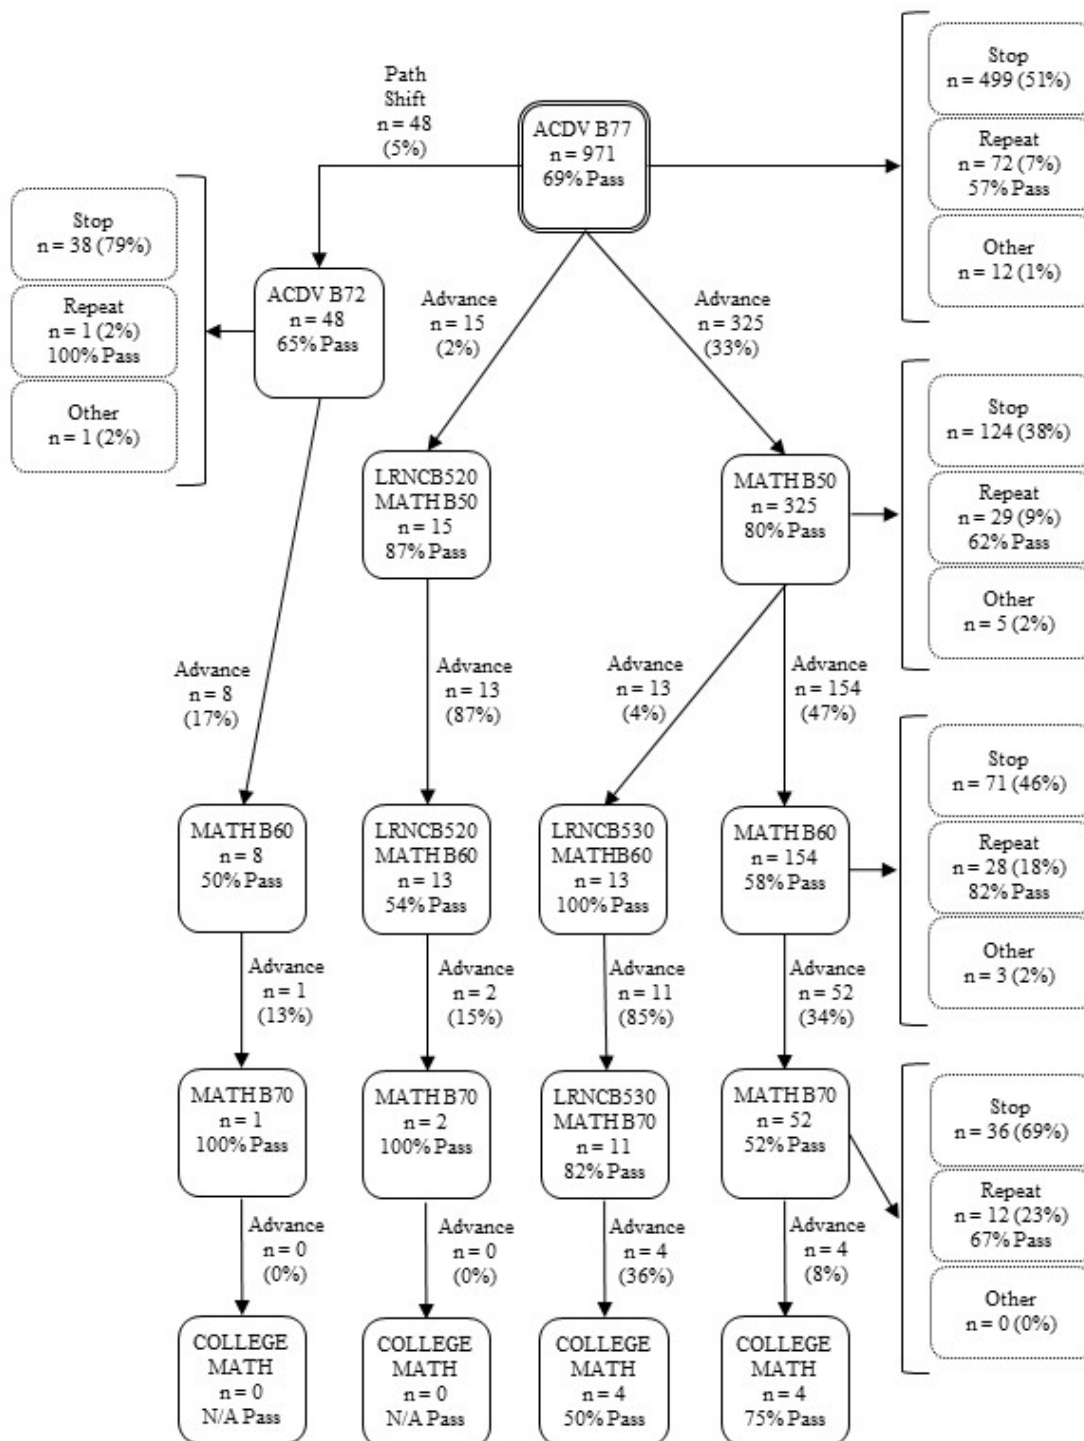 Path
Shift
n = 48
(5%)
ACDV B77
n = 971
69% Pass
Stop
n = 499 (51%)
Repeat
n = 72 (7%)
57% Pass
Other
n = 12 (1%)
Stop
n = 38 (79%)
Repeat
n = 1 (2%)
100% Pass
Other
n = 1 (2%)
ACDV B72
n = 48
65% Pass
Advance
n = 15
(2%)
Advance
n = 325
(33%)
LRNCB520
MATH B50
n = 15
87% Pass
MATH B50
n = 325
80% Pass
Stop
n = 124 (38%)
Repeat
n = 29 (9%)
62% Pass
Other
n = 5 (2%)
Advance
n = 8
(17%)
Advance
n = 13
(87%)
Advance
n = 13
(4%)
Advance
n = 154
(47%)
MATH B60
n = 8
50% Pass
LRNCB520
MATH B60
n = 13
54% Pass
LRNCB530
MATHB60
n = 13
100% Pass
MATH B60
n = 154
58% Pass
Stop
n = 71 (46%)
Repeat
n = 28 (18%)
82% Pass
Other
n = 3 (2%)
Advance
n = 1
(13%)
Advance
n = 2
(15%)
Advance
n = 11
(85%)
Advance
n = 52
(34%)
MATH B70
n = 1
100% Pass
MATH B70
n = 2
100% Pass
LRNCB530
MATH B70
n = 11
82% Pass
MATH B70
n = 52
52% Pass
Stop
n = 36 (69%)
Repeat
n = 12 (23%)
67% Pass
Other
n = 0 (0%)
Advance
n = 0
(0%)
Advance
n = 0
(0%)
Advance
n = 4
(36%)
Advance
n = 4
(8%)
COLLEGE
MATH
n = 0
N/A Pass
COLLEGE
MATH
n = 0
N/A Pass
COLLEGE
MATH
n = 4
50% Pass
COLLEGE
MATH
n = 4
75% Pass